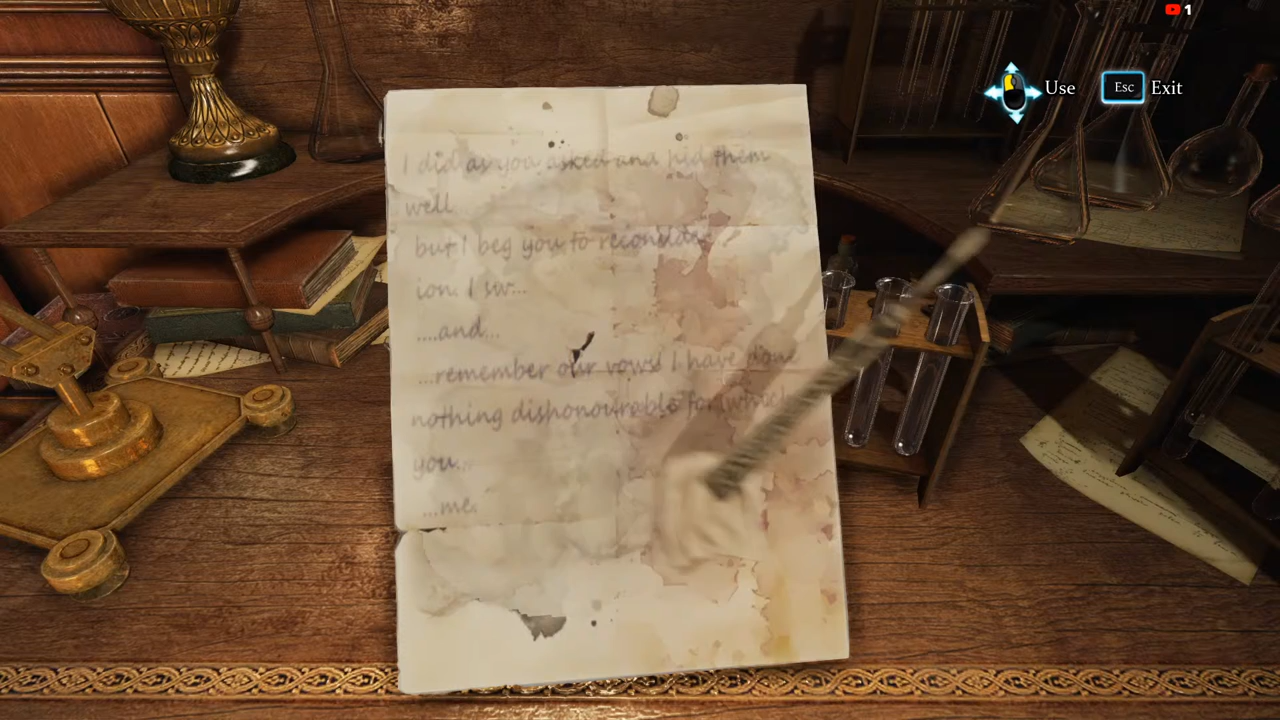 1
Use
Esc
Exit
I did as you asked and hid them
well
but I beg you to reconsider
ion. I sw...
....and...
...remember our vows! I have done
nothing dishonourable for (which
you...
...me.